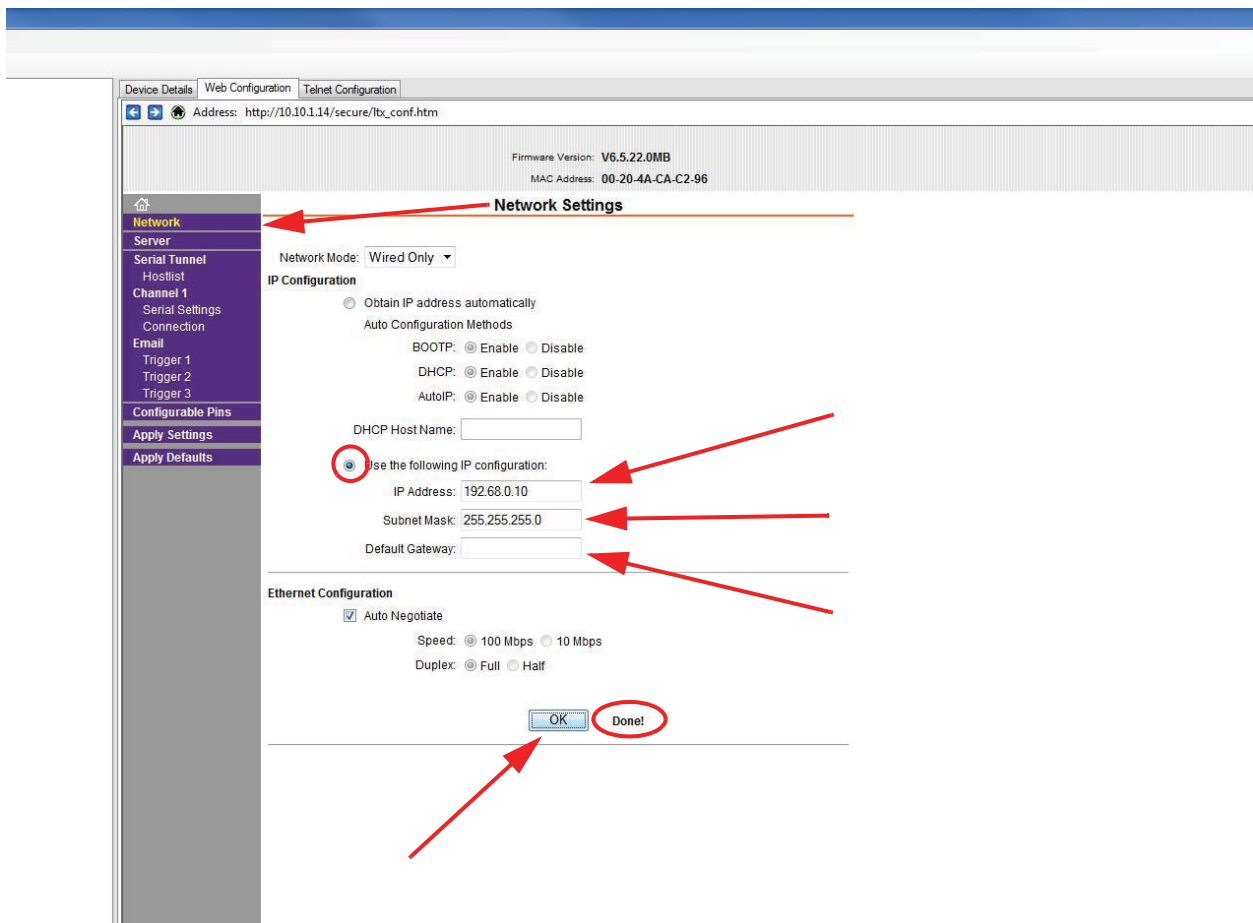 Device Details Web Configuration Telnet Configuration
Address: http://10.10.1.14/secure/ltx_conf.htm
Firmware Version: V6.5.22.0MB
MAC Address: 00-20-4A-CA-C2-96
Network
Server
Serial Tunnel
Hostlist
Channel 1
Serial Settings
Connection
Email
Trigger 1
Trigger 2
Trigger 3
Configurable Pins
Apply Settings
Apply Defaults
Network Settings
Network Mode: Wired Only
IP Configuration
Obtain IP address automatically
Auto Configuration Methods
BOOTP: Enable Disable
DHCP: Enable Disable
AutoIP: Enable Disable
DHCP Host Name:
Use the following IP configuration:
IP Address: 192.68.0.10
Subnet Mask: 255.255.255.0
Default Gateway:
Ethernet Configuration
Auto Negotiate
Speed: 100 Mbps 10 Mbps
Duplex: Full Half
OK Done!